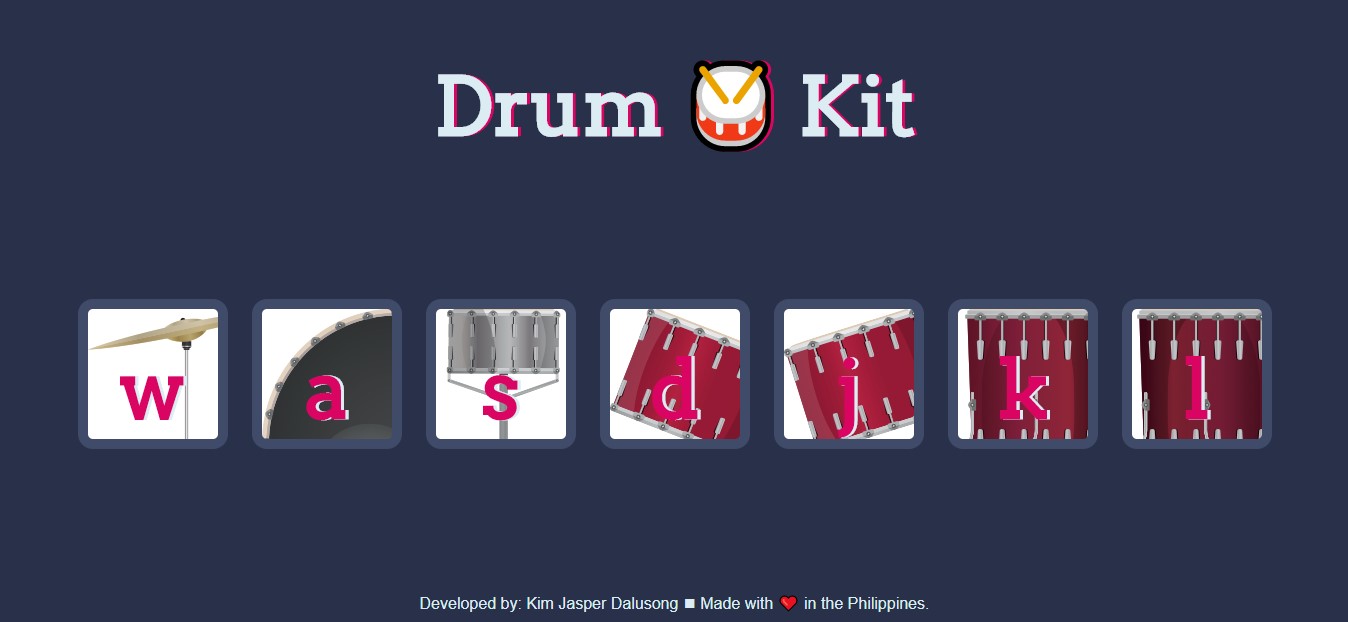 Drum 🥁 Kit
w a s d j k l
Developed by: Kim Jasper Dalusong ■ Made with ❤ in the Philippines.